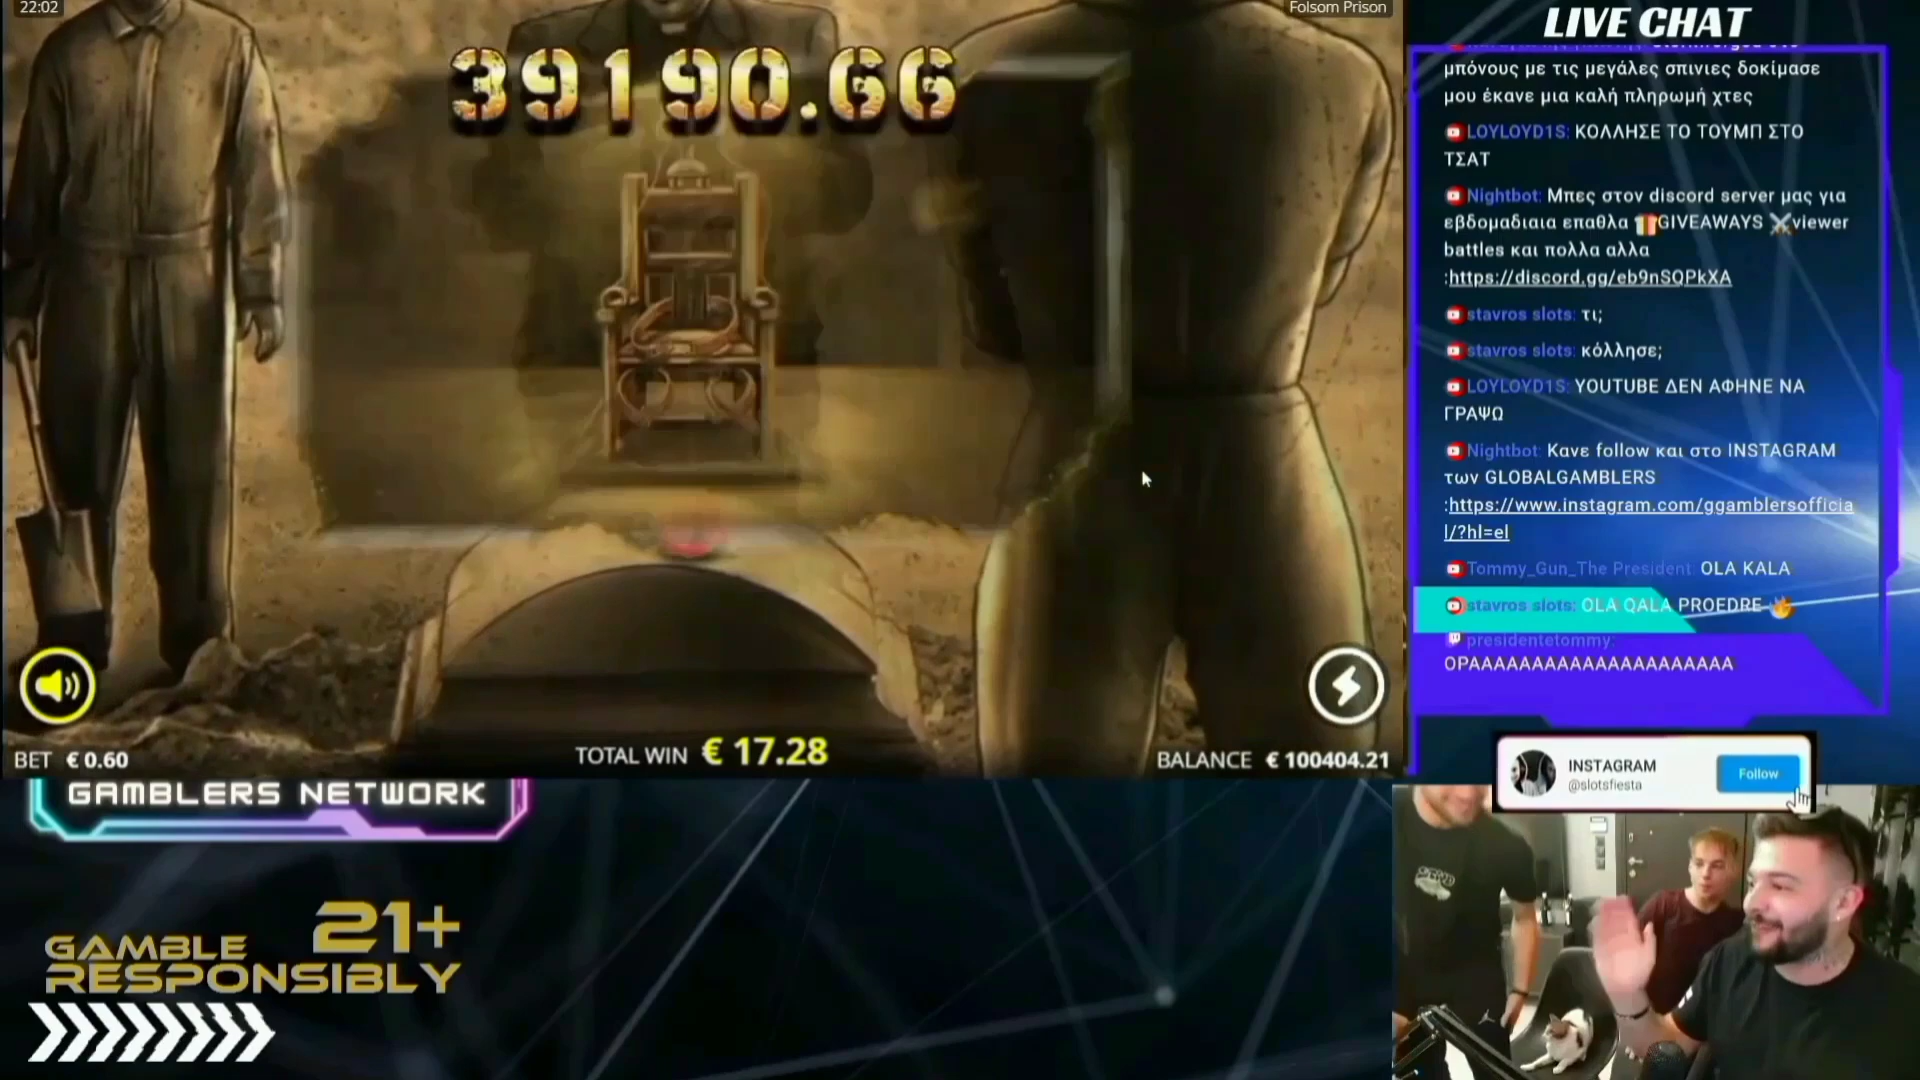 22:02
Folsom Prison
39190.66
BET € 0.60
TOTAL WIN € 17.28
BALANCE € 100404.21
GAMBLERS NETWORK
21+
GAMBLE
RESPONSIBLY
LIVE CHAT
μπόνους με τις μεγάλες σπινιες δοκίμασε
μου έκανε μια καλή πληρωμή χτες
LOYLOYD1S: ΚΟΛΛΗΣΕ ΤΟ ΤΟΥΜΠ ΣΤΟ
ΤΣΑΤ
Nightbot: Μπες στον discord server μας για
εβδομαδιαια επαθλα 🎁GIVEAWAYS ⚔viewer
battles και πολλα αλλα
:https://discord.gg/eb9nSQPkXA
stavros slots: τι;
stavros slots: κόλλησε;
LOYLOYD1S: YOUTUBE ΔΕΝ ΑΦΗΝΕ ΝΑ
ΓΡΑΨΩ
Nightbot: Κανε follow και στο INSTAGRAM
των GLOBALGAMBLERS
:https://www.instagram.com/ggamblersofficia
l/?hl=el
Tommy_Gun_The President: OLA KALA
stavros slots: OLA QALA PROEDRE 🔥
presidentetommy:
OPAAAAAAAAAAAAAAAAAAAAA
INSTAGRAM
@slotsfiesta
Follow